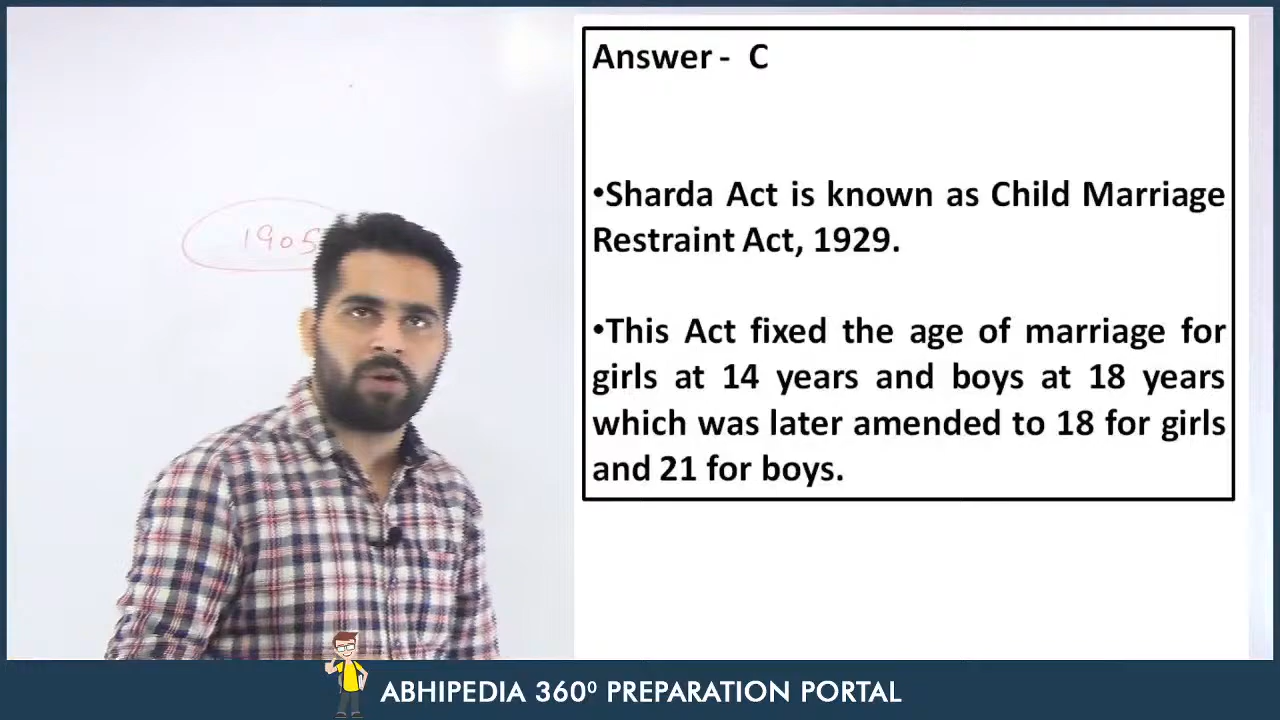 Answer - C
•Sharda Act is known as Child Marriage
Restraint Act, 1929.
•This Act fixed the age of marriage for
girls at 14 years and boys at 18 years
which was later amended to 18 for girls
and 21 for boys.
1905
ABHIPEDIA 360⁰ PREPARATION PORTAL